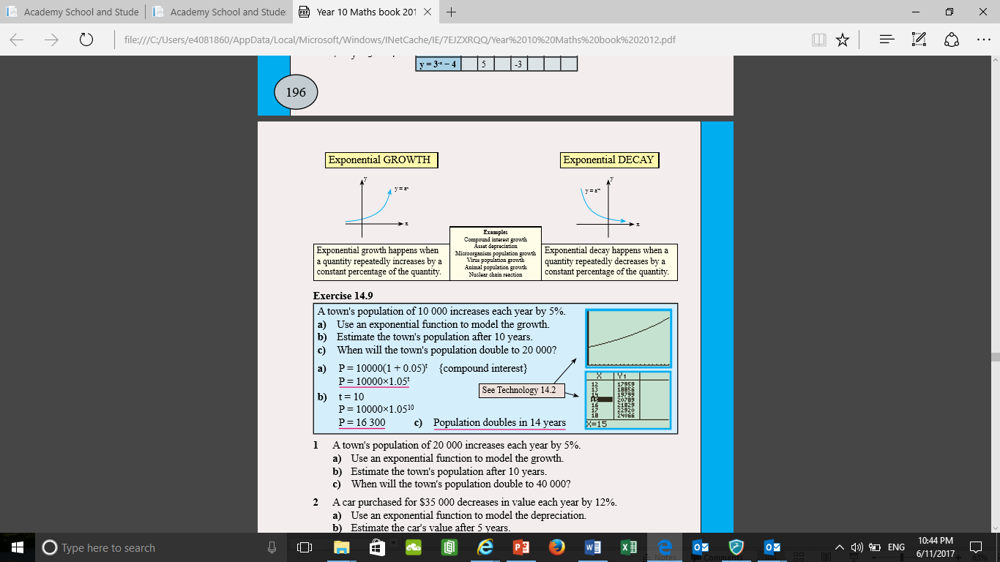 Academy School and Stude
Academy School and Studer
Year 10 Maths book 201
file:///C:/Users/e4081860/AppData/Local/Microsoft/Windows/INetCache/IE/7EJZXRQQ/Year%2010%20Maths%20book%202012.pdf
y = 3⁻ˣ − 4 5 -3
196
Exponential GROWTH
Exponential DECAY
y
y = aˣ
x
y
y = a⁻ˣ
x
Exponential growth happens when
a quantity repeatedly increases by a
constant percentage of the quantity.
Examples
Compound interest growth
Asset depreciation
Microorganism population growth
Virus population growth
Animal population growth
Nuclear chain reaction
Exponential decay happens when a
quantity repeatedly decreases by a
constant percentage of the quantity.
Exercise 14.9
A town's population of 10 000 increases each year by 5%.
a) Use an exponential function to model the growth.
b) Estimate the town's population after 10 years.
c) When will the town's population double to 20 000?
a) P = 10000(1 + 0.05)ᵗ {compound interest}
P = 10000×1.05ᵗ
b) t = 10
P = 10000×1.05¹⁰
P = 16 300 c) Population doubles in 14 years
See Technology 14.2
X Y1
12 17959
13 18856
14 19799
15 20789
16 21829
17 22920
18 24066
X=15
1 A town's population of 20 000 increases each year by 5%.
a) Use an exponential function to model the growth.
b) Estimate the town's population after 10 years.
c) When will the town's population double to 40 000?
2 A car purchased for $35 000 decreases in value each year by 12%.
a) Use an exponential function to model the depreciation.
b) Estimate the car's value after 5 years.
Type here to search
ENG
10:44 PM
6/11/2017